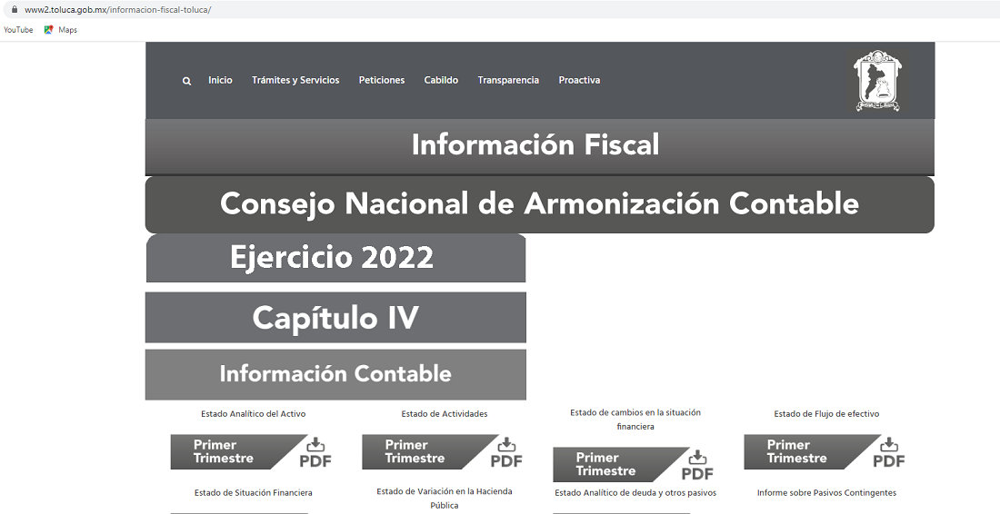 www2.toluca.gob.mx/informacion-fiscal-toluca/
YouTube Maps
Inicio Trámites y Servicios Peticiones Cabildo Transparencia Proactiva
Información Fiscal
Consejo Nacional de Armonización Contable
Ejercicio 2022
Capítulo IV
Información Contable
Estado Analítico del Activo
Primer
Trimestre
PDF
Estado de Actividades
Primer
Trimestre
PDF
Estado de cambios en la situación
financiera
Primer
Trimestre
PDF
Estado de Flujo de efectivo
Primer
Trimestre
PDF
Estado de Situación Financiera
Estado de Variación en la Hacienda
Pública
Estado Analítico de deuda y otros pasivos
Informe sobre Pasivos Contingentes